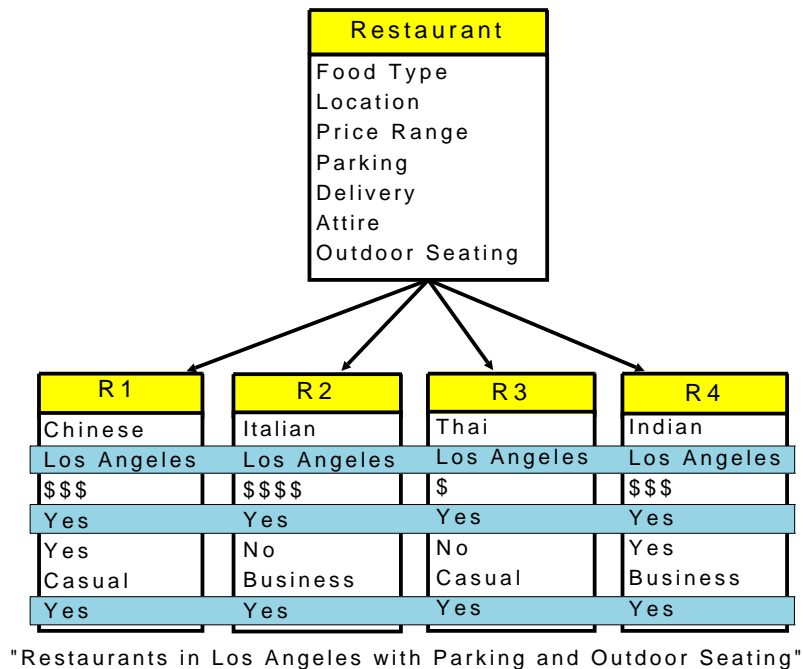 Restaurant
Food Type
Location
Price Range
Parking
Delivery
Attire
Outdoor Seating
R1
Chinese
Los Angeles
$$$
Yes
Yes
Casual
Yes
R2
Italian
Los Angeles
$$$$
Yes
No
Business
Yes
R3
Thai
Los Angeles
$
Yes
No
Casual
Yes
R4
Indian
Los Angeles
$$$
Yes
Yes
Business
Yes
"Restaurants in Los Angeles with Parking and Outdoor Seating"